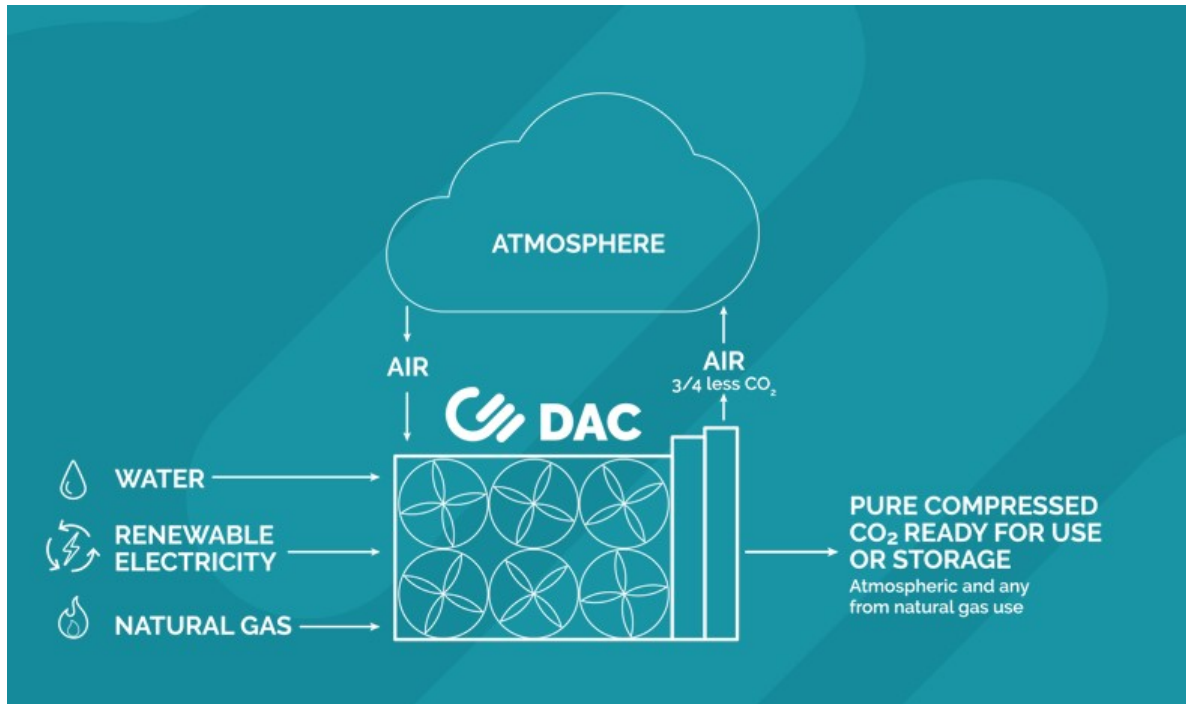 ATMOSPHERE
AIR
AIR
3/4 less CO₂
DAC
WATER
RENEWABLE
ELECTRICITY
NATURAL GAS
PURE COMPRESSED
CO₂ READY FOR USE
OR STORAGE
Atmospheric and any
from natural gas use